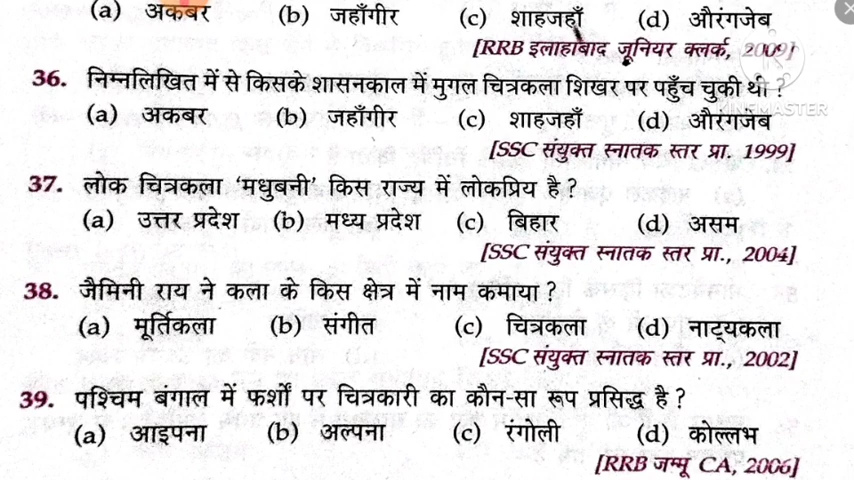 (a) अकबर (b) जहाँगीर (c) शाहजहाँ (d) औरंगजेब
[RRB इलाहाबाद जूनियर क्लर्क, 2009]
36. निम्नलिखित में से किसके शासनकाल में मुगल चित्रकला शिखर पर पहुँच चुकी थी ?
(a) अकबर (b) जहाँगीर (c) शाहजहाँ (d) औरंगजेब
KINEMASTER
[SSC संयुक्त स्नातक स्तर प्रा. 1999]
37. लोक चित्रकला 'मधुबनी' किस राज्य में लोकप्रिय है ?
(a) उत्तर प्रदेश (b) मध्य प्रदेश (c) बिहार (d) असम
[SSC संयुक्त स्नातक स्तर प्रा., 2004]
38. जैमिनी राय ने कला के किस क्षेत्र में नाम कमाया ?
(a) मूर्तिकला (b) संगीत (c) चित्रकला (d) नाट्यकला
[SSC संयुक्त स्नातक स्तर प्रा., 2002]
39. पश्चिम बंगाल में फर्शों पर चित्रकारी का कौन-सा रूप प्रसिद्ध है ?
(a) आइपना (b) अल्पना (c) रंगोली (d) कोल्लभ
[RRB जम्मू CA, 2006]